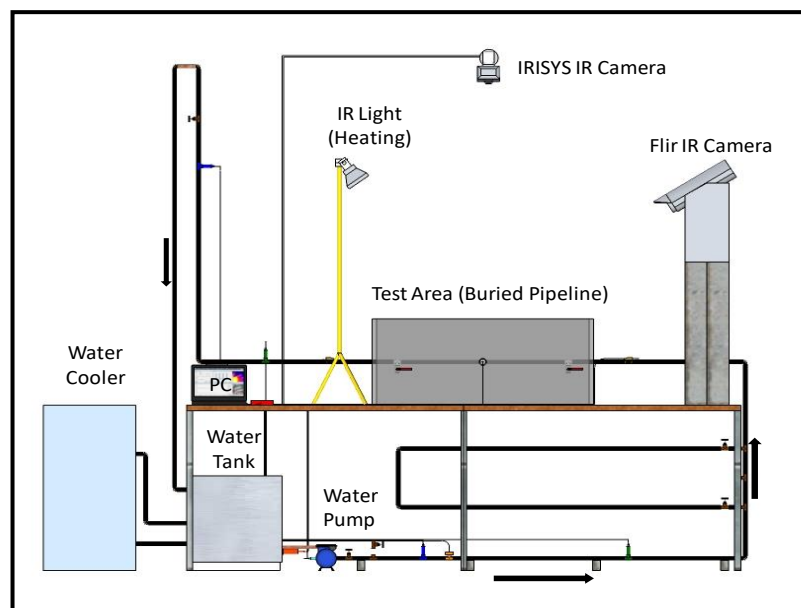 IRISYS IR Camera
IR Light
(Heating)
Flir IR Camera
Test Area (Buried Pipeline)
Water
Cooler
PC
Water
Tank
Water
Pump